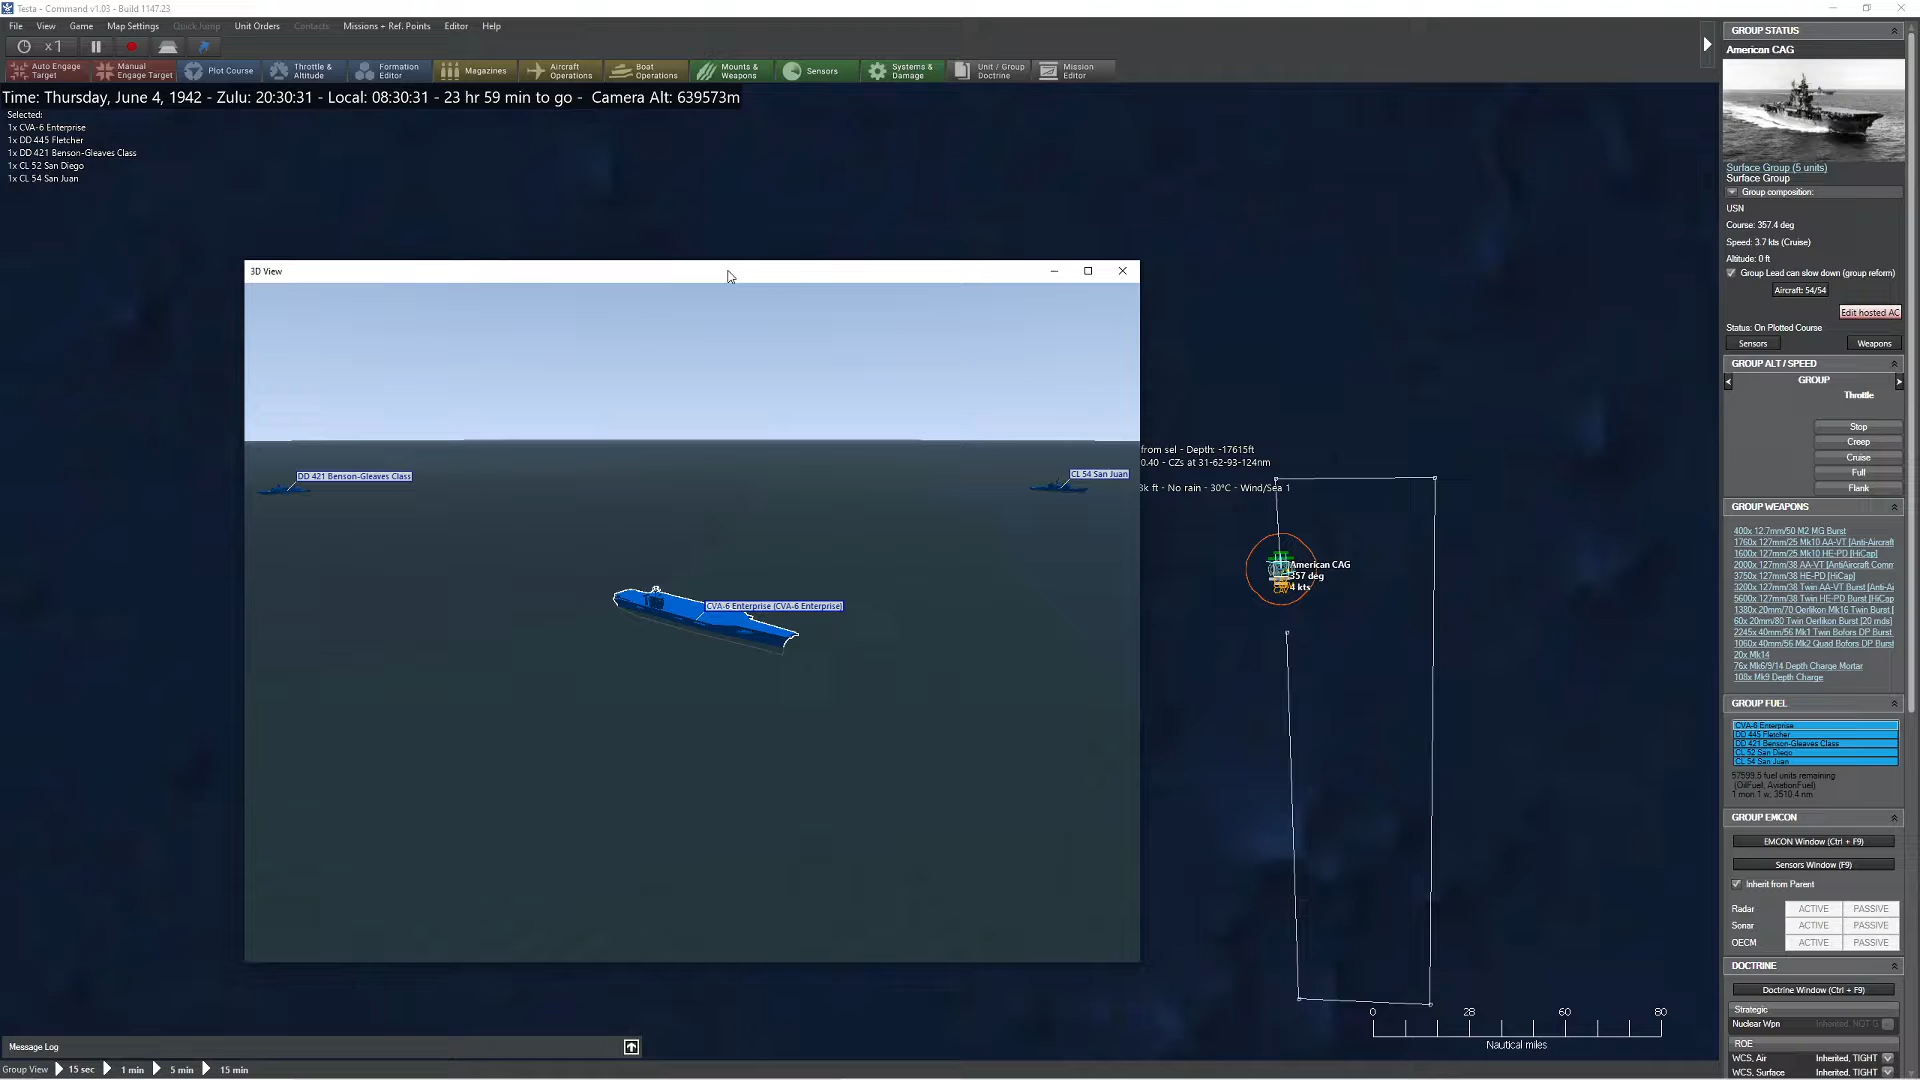 Testa - Command v1.03 - Build 1147.23
File View Game Map Settings Quick Jump Unit Orders Contacts Missions + Ref. Points Editor Help
x1
Auto Engage Target
Manual Engage Target
Plot Course
Throttle & Altitude
Formation Editor
Magazines
Aircraft Operations
Boat Operations
Mounts & Weapons
Sensors
Systems & Damage
Unit / Group Doctrine
Mission Editor
Time: Thursday, June 4, 1942 - Zulu: 20:30:31 - Local: 08:30:31 - 23 hr 59 min to go - Camera Alt: 639573m
Selected:
1x CVA-6 Enterprise
1x DD 445 Fletcher
1x DD 421 Benson-Gleaves Class
1x CL 52 San Diego
1x CL 54 San Juan
3D View
DD 421 Benson-Gleaves Class
CL 54 San Juan
CVA-6 Enterprise (CVA-6 Enterprise)
from sel - Depth: -17615ft
0.40 - CZs at 31-62-93-124nm
3k ft - No rain - 30°C - Wind/Sea 1
American CAG
357 deg
4 kts
0 28 60 80
Nautical miles
Message Log
Group View 15 sec 1 min 5 min 15 min
GROUP STATUS
American CAG
Surface Group (5 units)
Surface Group
Group composition:
USN
Course: 357.4 deg
Speed: 3.7 kts (Cruise)
Altitude: 0 ft
Group Lead can slow down (group reform)
Aircraft: 54/54
Edit hosted AC
Status: On Plotted Course
Sensors Weapons
GROUP ALT / SPEED
GROUP
Throttle
Stop
Creep
Cruise
Full
Flank
GROUP WEAPONS
400x 12.7mm/50 M2 MG Burst
1760x 127mm/25 Mk10 AA-VT [Anti-Aircraft
1600x 127mm/25 Mk10 HE-PD [HiCap]
2000x 127mm/38 AA-VT [AntiAircraft Comm
3750x 127mm/38 HE-PD [HiCap]
3200x 127mm/38 Twin AA-VT Burst [Anti-Ai
5600x 127mm/38 Twin HE-PD Burst [HiCap
1380x 20mm/70 Oerlikon Mk16 Twin Burst [
60x 20mm/80 Twin Oerlikon Burst [20 rnds]
2245x 40mm/56 Mk1 Twin Bofors DP Burst
1060x 40mm/56 Mk2 Quad Bofors DP Burst
20x Mk14
76x Mk6/9/14 Depth Charge Mortar
108x Mk9 Depth Charge
GROUP FUEL
CVA-6 Enterprise
DD 445 Fletcher
DD 421 Benson-Gleaves Class
CL 52 San Diego
CL 54 San Juan
57599.5 fuel units remaining
(OilFuel, AviationFuel)
1 mon 1 w, 3510.4 nm
GROUP EMCON
EMCON Window (Ctrl + F9)
Sensors Window (F9)
Inherit from Parent
Radar ACTIVE PASSIVE
Sonar ACTIVE PASSIVE
OECM ACTIVE PASSIVE
DOCTRINE
Doctrine Window (Ctrl + F9)
Strategic
Nuclear Wpn Inherited, NOT G
ROE
WCS, Air Inherited, TIGHT
WCS, Surface Inherited, TIGHT